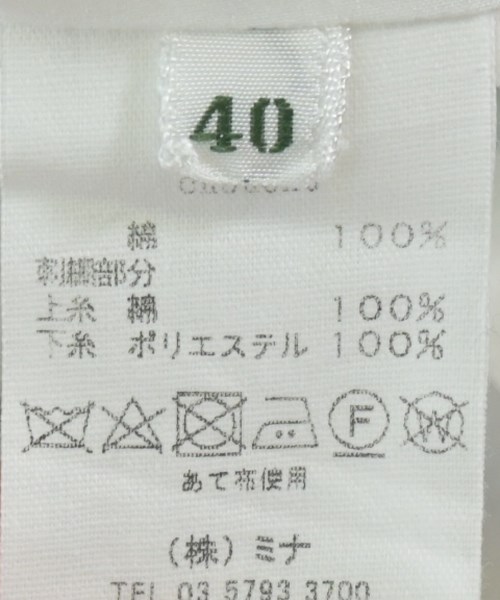 40
綿 100%
刺繍部分
上糸 綿 100%
下糸 ポリエステル 100%
F
W
あて布使用
(株)ミナ
TEL 03 5793 3700